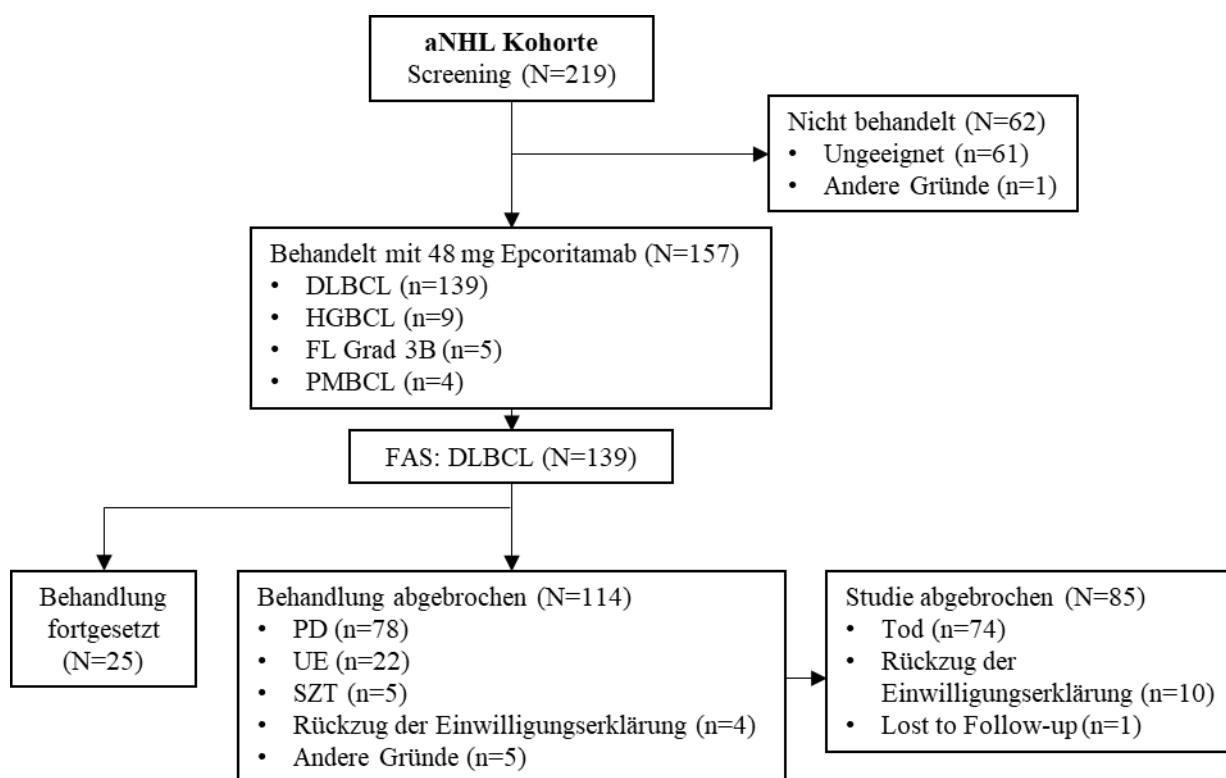 aNHL Kohorte
Screening (N=219)
Nicht behandelt (N=62)
• Ungeeignet (n=61)
• Andere Gründe (n=1)
Behandelt mit 48 mg Epcoritamab (N=157)
• DLBCL (n=139)
• HGBCL (n=9)
• FL Grad 3B (n=5)
• PMBCL (n=4)
FAS: DLBCL (N=139)
Behandlung
fortgesetzt
(N=25)
Behandlung abgebrochen (N=114)
• PD (n=78)
• UE (n=22)
• SZT (n=5)
• Rückzug der Einwilligungserklärung (n=4)
• Andere Gründe (n=5)
Studie abgebrochen (N=85)
• Tod (n=74)
• Rückzug der
Einwilligungserklärung (n=10)
• Lost to Follow-up (n=1)